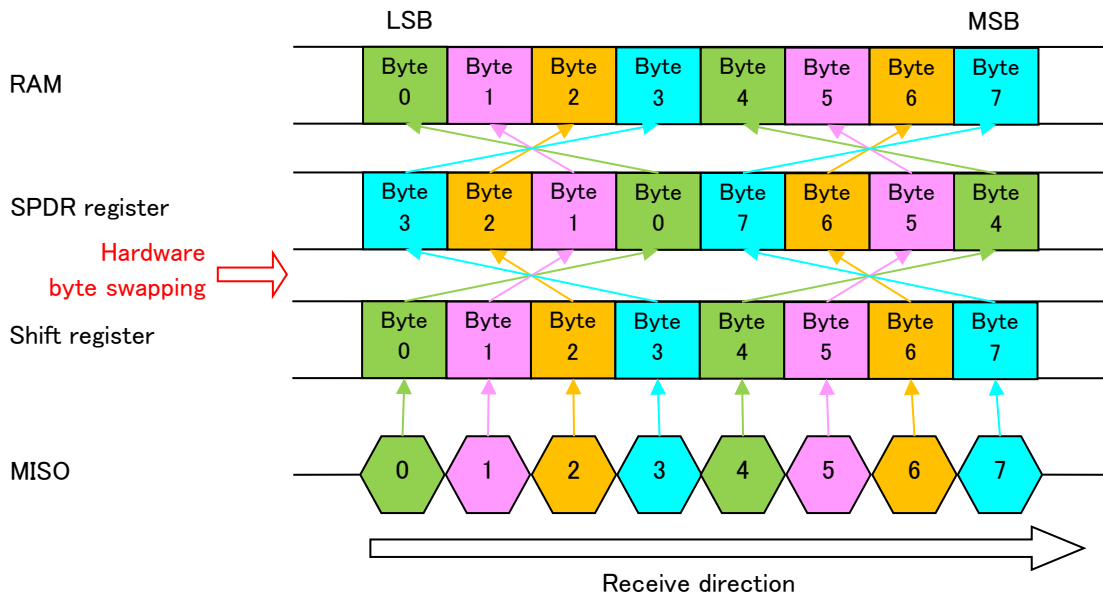 LSB MSB
RAM
Byte Byte Byte Byte Byte Byte Byte Byte
0 1 2 3 4 5 6 7
SPDR register
Byte Byte Byte Byte Byte Byte Byte Byte
3 2 1 0 7 6 5 4
Hardware
byte swapping
Shift register
Byte Byte Byte Byte Byte Byte Byte Byte
0 1 2 3 4 5 6 7
MISO
0 1 2 3 4 5 6 7
Receive direction